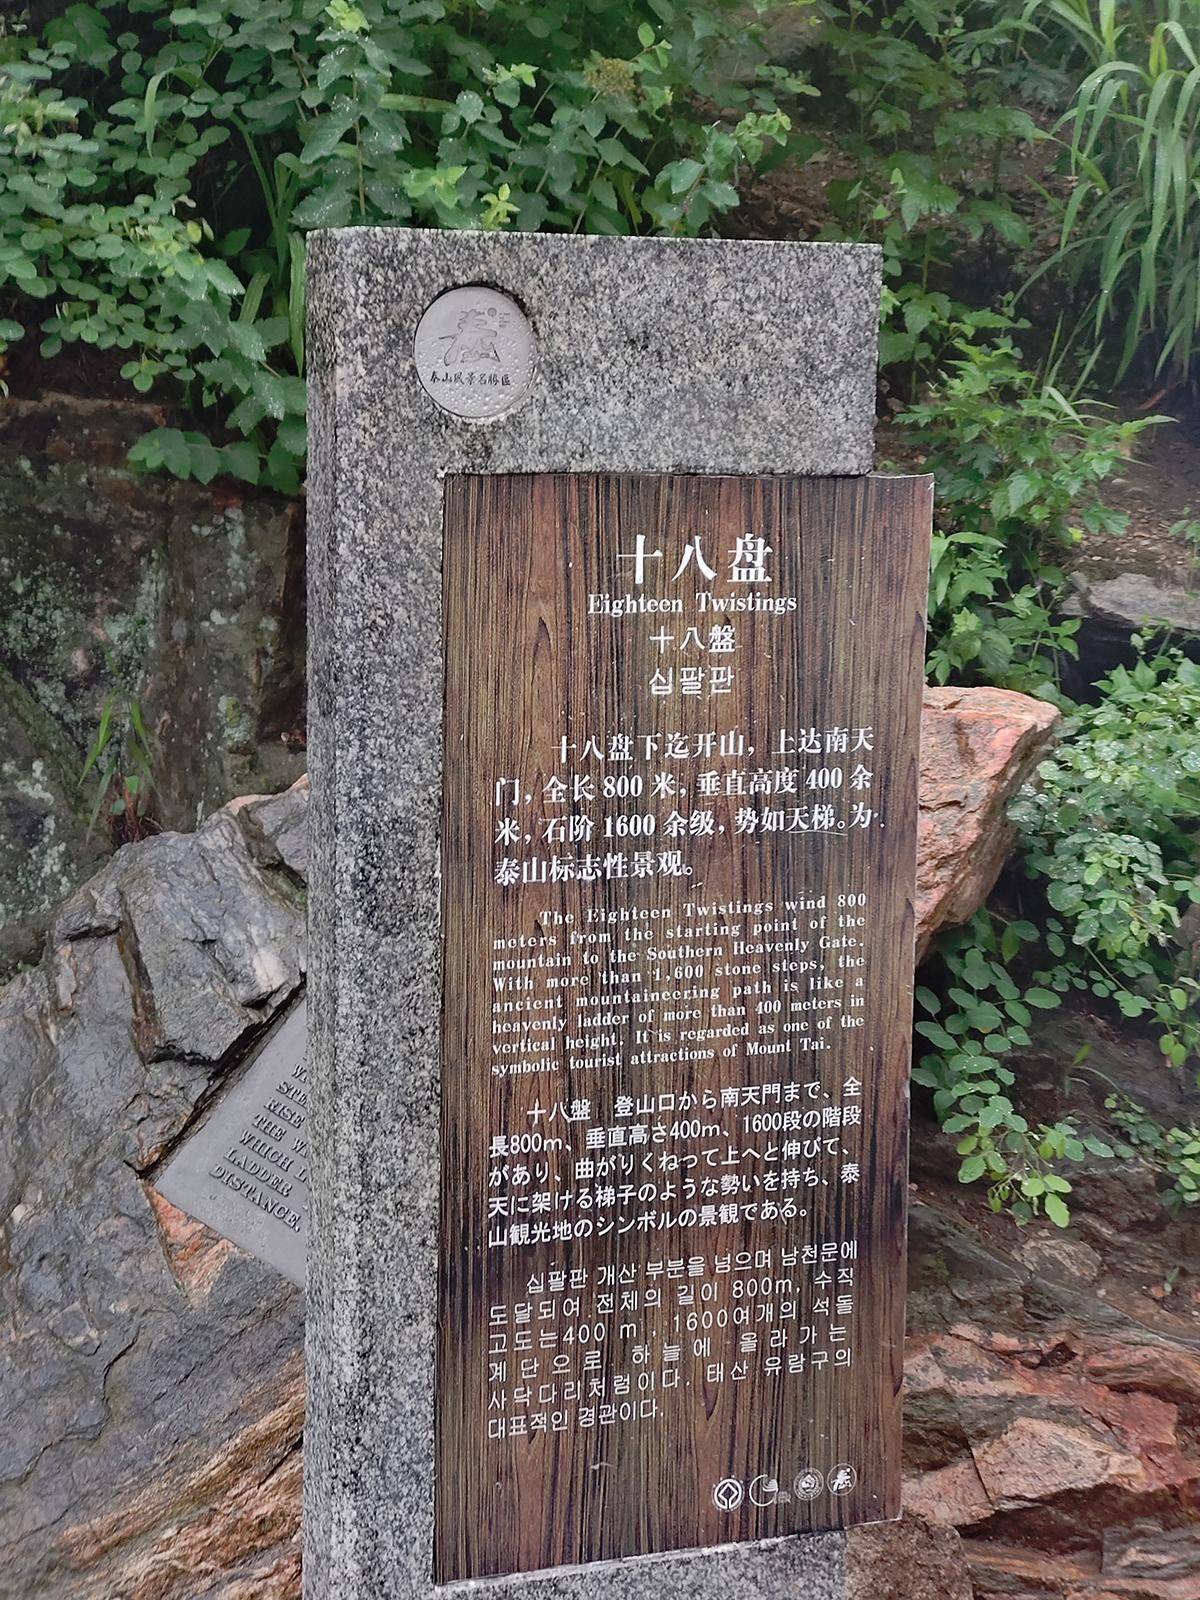 泰山風景名勝區
十八盘
Eighteen Twistings
十八盤
십팔판
十八盘下迄开山，上达南天
门，全长 800 米，垂直高度 400 余
米，石阶 1600 余级，势如天梯。为
泰山标志性景观。
The Eighteen Twistings wind 800
meters from the starting point of the
mountain to the Southern Heavenly Gate.
With more than 1,600 stone steps, the
ancient mountaineering path is like a
heavenly ladder of more than 400 meters in
vertical height. It is regarded as one of the
symbolic tourist attractions of Mount Tai.
十八盤　登山口から南天門まで、全
長800m、垂直高さ400m、1600段の階段
があり、曲がりくねって上へと伸びて、
天に架ける梯子のような勢いを持ち、泰
山観光地のシンボルの景観である。
십팔판 개산 부분을 넘으며 남천문에
도달되여 전체의 길이 800m, 수직
고도는400 m , 1600여개의 석돌
계단으로 하늘에 올라가는
사닥다리처럼이다. 태산 유람구의
대표적인 경관이다.
RISE
THE
WHICH
LADDER
DISTANCE.